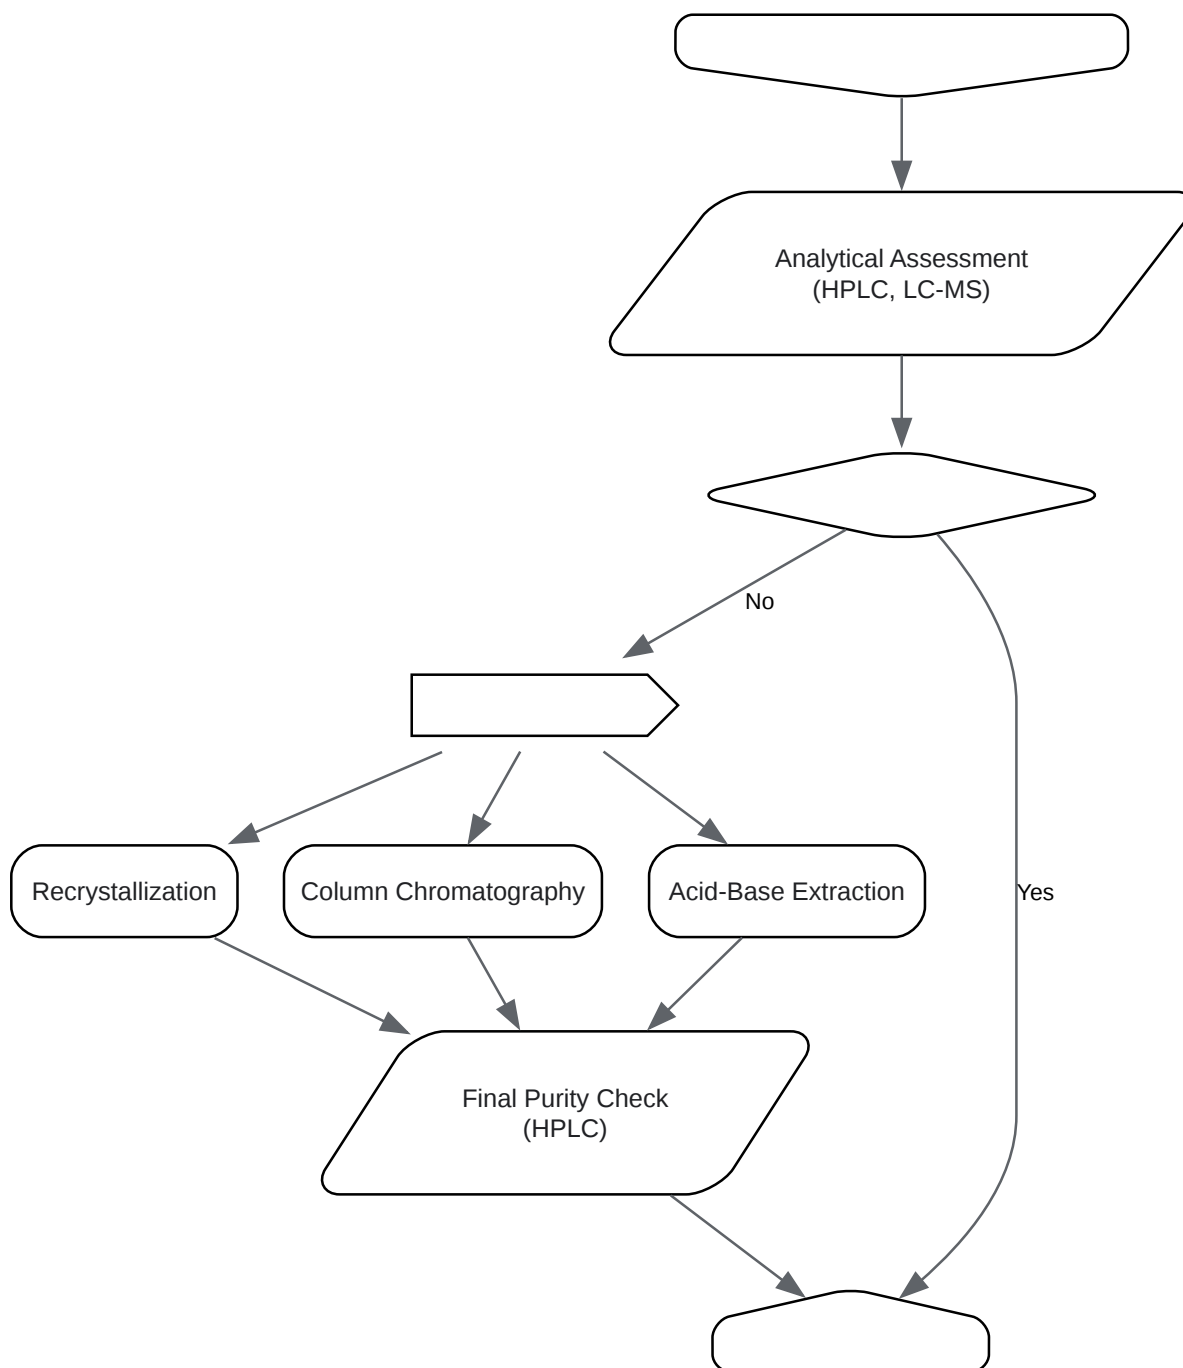 Analytical Assessment
(HPLC, LC-MS)
No
Recrystallization
Column Chromatography
Acid-Base Extraction
Yes
Final Purity Check
(HPLC)